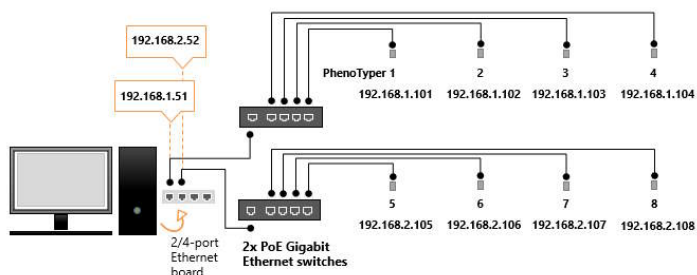 192.168.2.52
192.168.1.51
PhenoTyper 1 2 3 4
192.168.1.101 192.168.1.102 192.168.1.103 192.168.1.104
5 6 7 8
192.168.2.105 192.168.2.106 192.168.2.107 192.168.2.108
2/4-port
Ethernet
board
2x PoE Gigabit
Ethernet switches